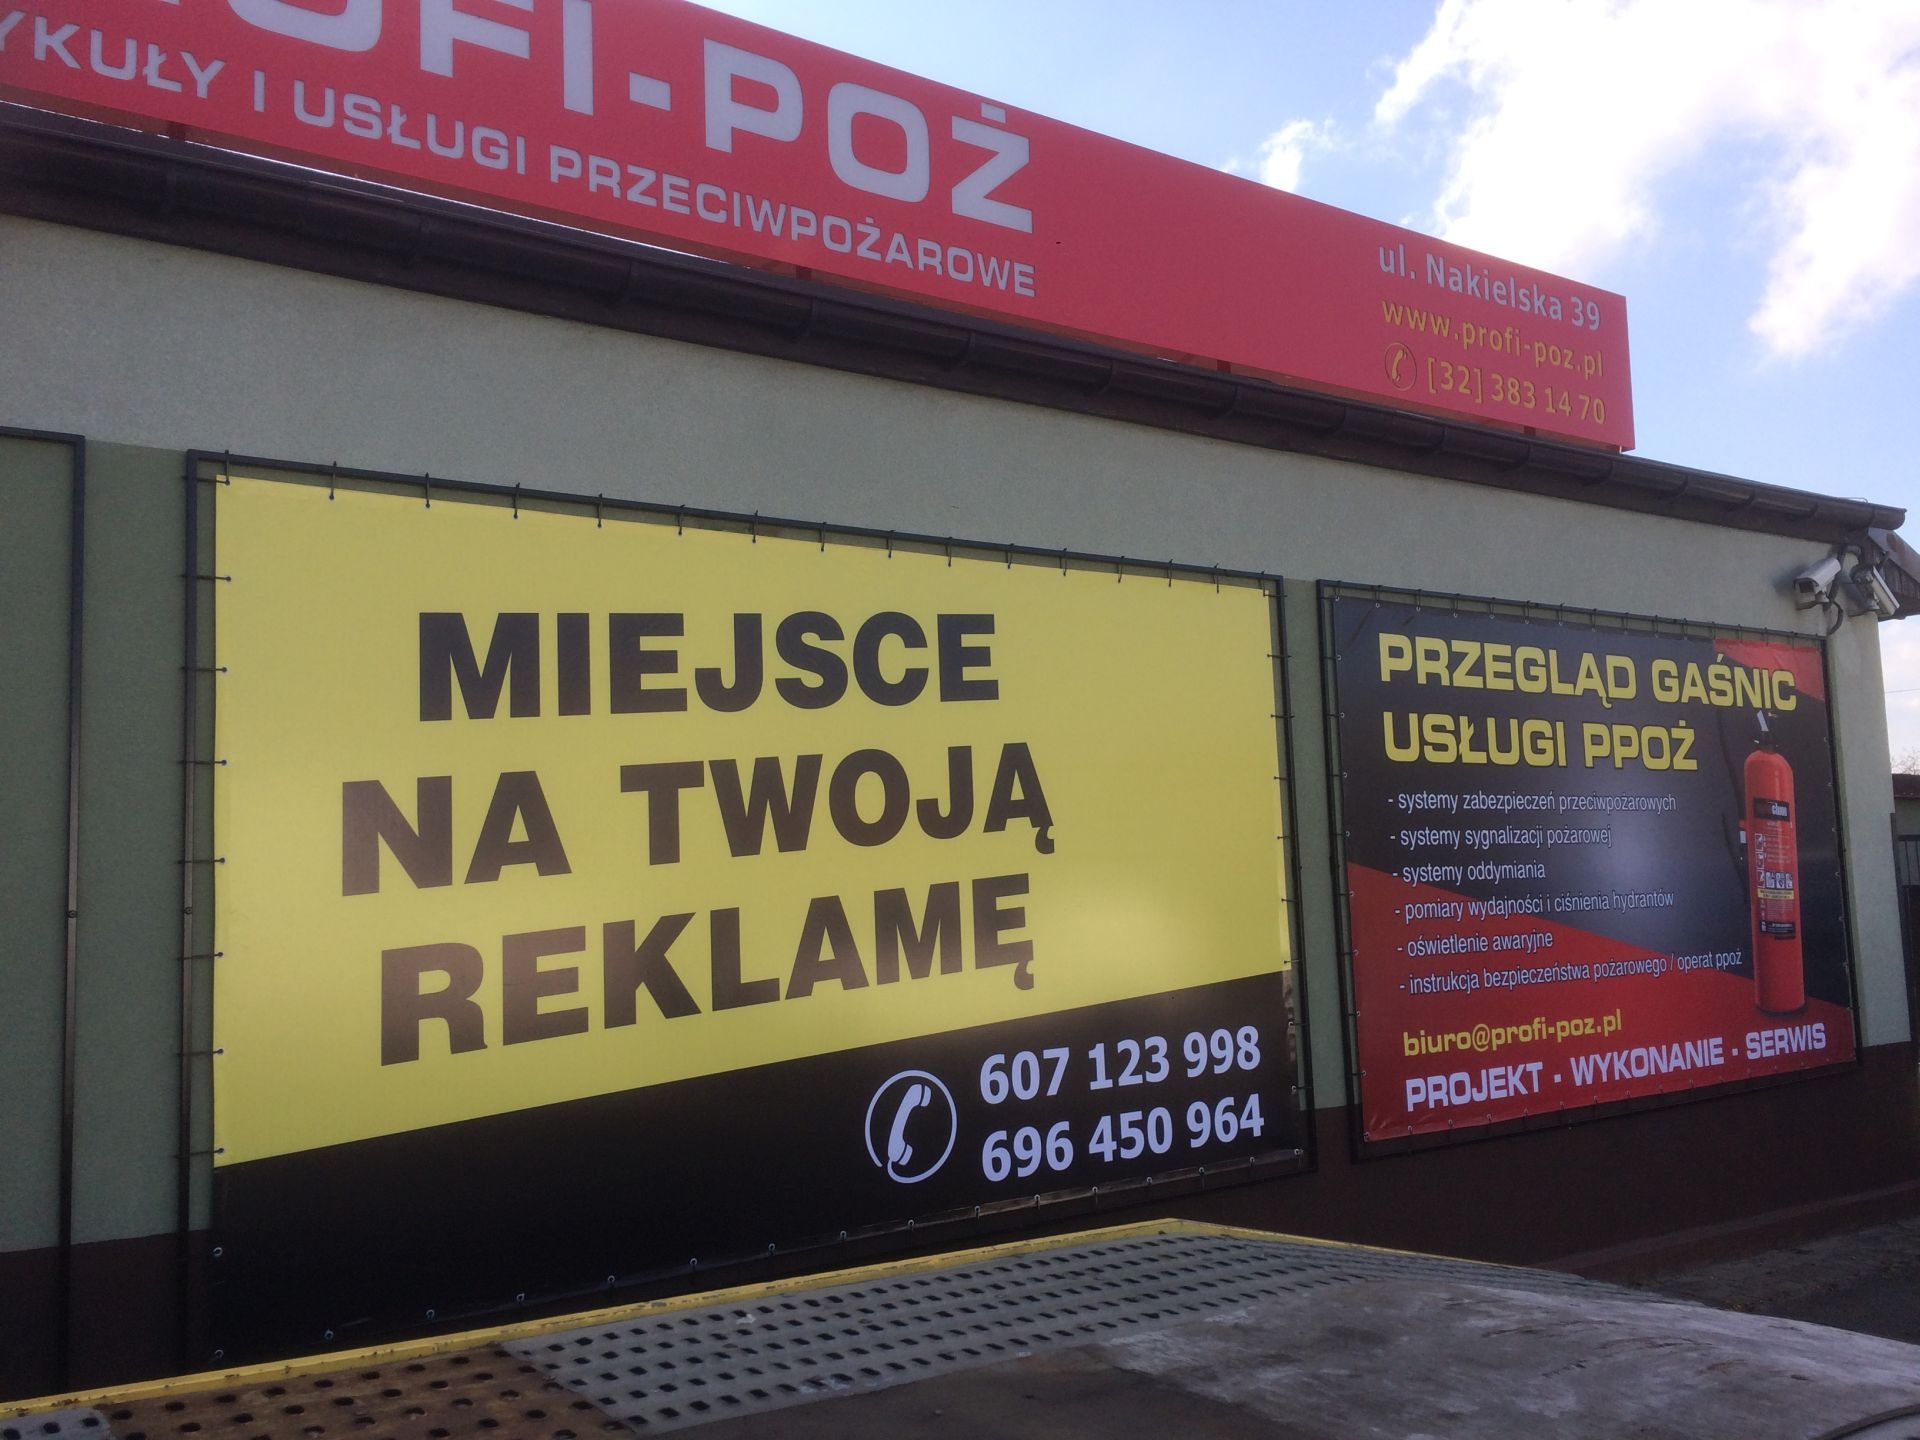 OFI-POŻ
YKUŁY I USŁUGI PRZECIWPOŻAROWE
ul. Nakielska 39
www.profi-poz.pl
[32] 383 14 70
MIEJSCE
NA TWOJĄ
REKLAMĘ
607 123 998
696 450 964
PRZEGLĄD GAŚNIC
USŁUGI PPOŻ
- systemy zabezpieczeń przeciwpożarowych
- systemy sygnalizacji pożarowej
- systemy oddymiania
- pomiary wydajności i ciśnienia hydrantów
- oświetlenie awaryjne
- instrukcja bezpieczeństwa pożarowego / operat ppoż
biuro@profi-poz.pl
PROJEKT - WYKONANIE - SERWIS